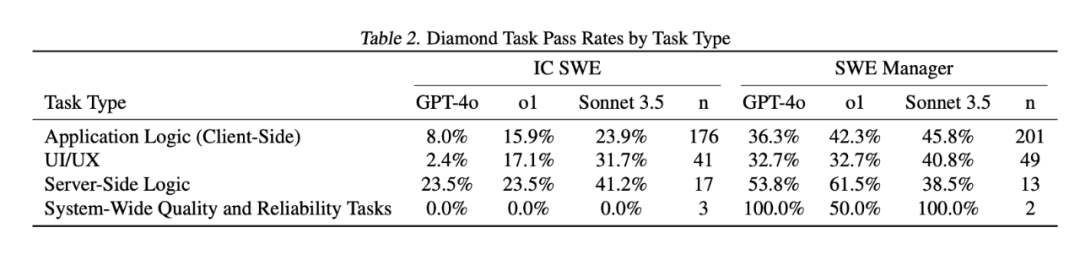 Table 2. Diamond Task Pass Rates by Task Type
IC SWE SWE Manager
Task Type GPT-4o o1 Sonnet 3.5 n GPT-4o o1 Sonnet 3.5 n
Application Logic (Client-Side) 8.0% 15.9% 23.9% 176 36.3% 42.3% 45.8% 201
UI/UX 2.4% 17.1% 31.7% 41 32.7% 32.7% 40.8% 49
Server-Side Logic 23.5% 23.5% 41.2% 17 53.8% 61.5% 38.5% 13
System-Wide Quality and Reliability Tasks 0.0% 0.0% 0.0% 3 100.0% 50.0% 100.0% 2